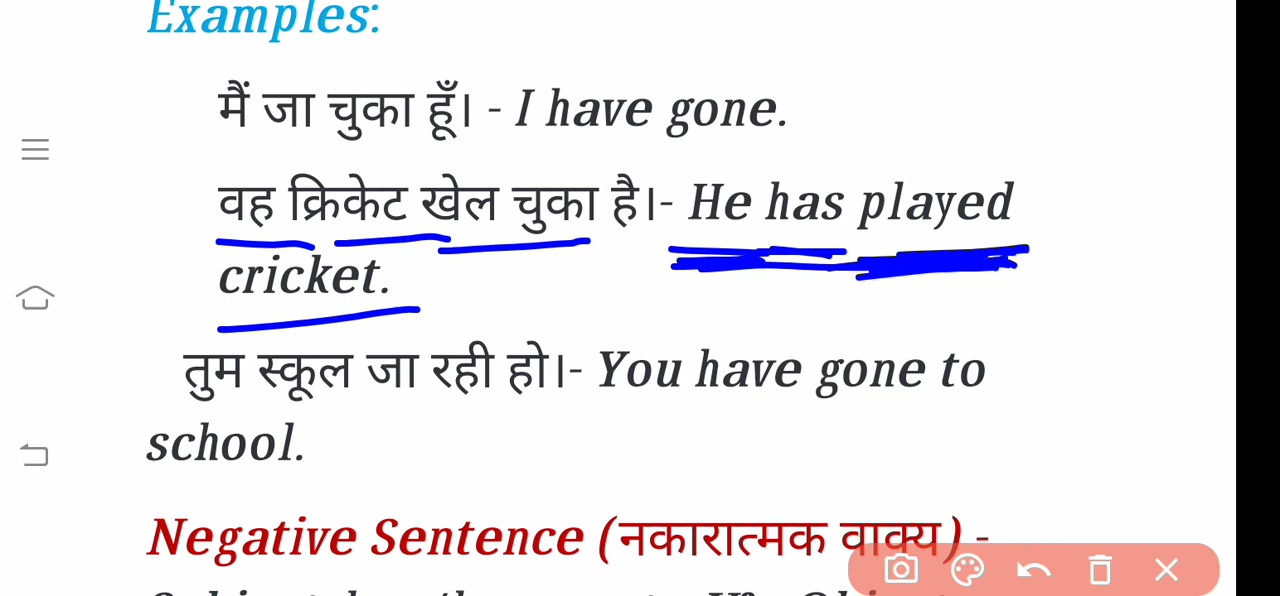 Examples:
मैं जा चुका हूँ। - I have gone.
वह क्रिकेट खेल चुका है।- He has played
cricket.
तुम स्कूल जा रही हो।- You have gone to
school.
Negative Sentence (नकारात्मक वाक्य) -